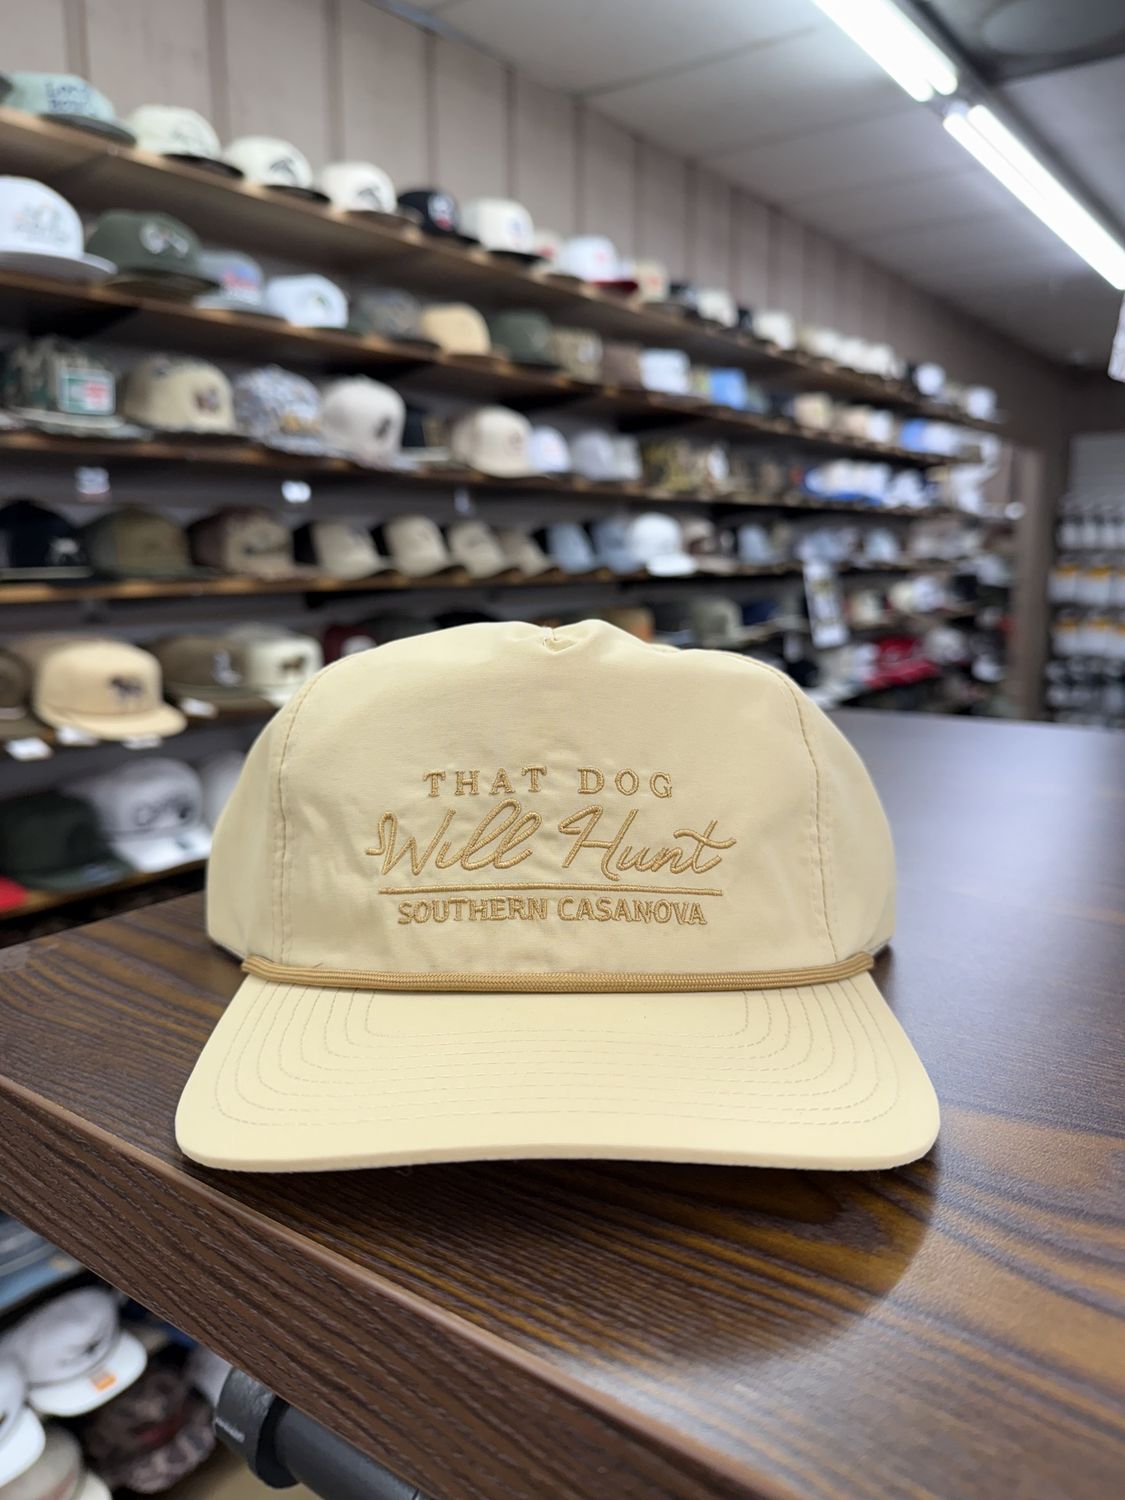 THAT DOG
Will Hunt
SOUTHERN CASANOVA